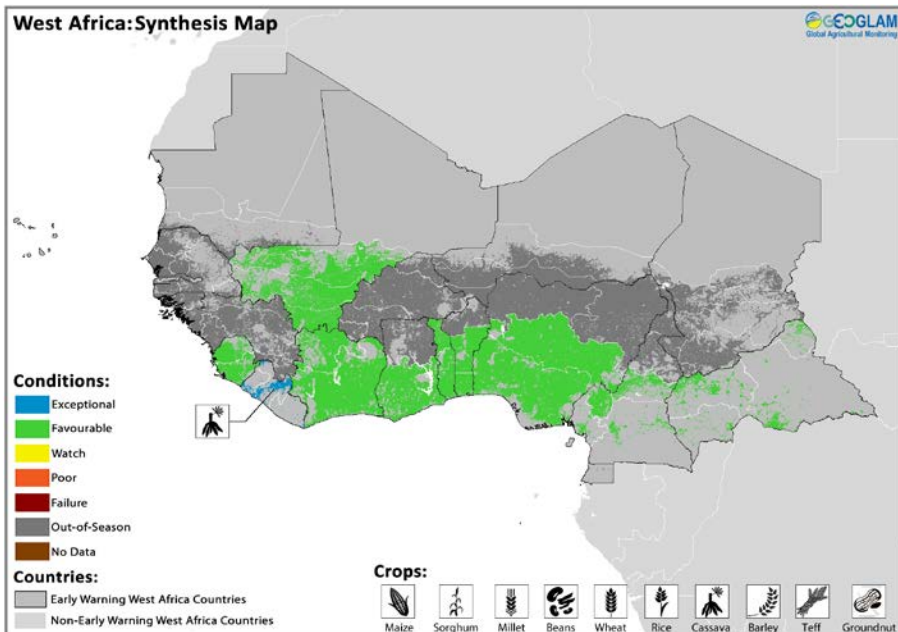 West Africa:Synthesis Map
GEOGLAM
Global Agricultural Monitoring
Conditions:
Exceptional
Favourable
Watch
Poor
Failure
Out-of-Season
No Data
Countries:
Early Warning West Africa Countries
Non-Early Warning West Africa Countries
Crops:
Maize Sorghum Millet Beans Wheat Rice Cassava Barley Teff Groundnut